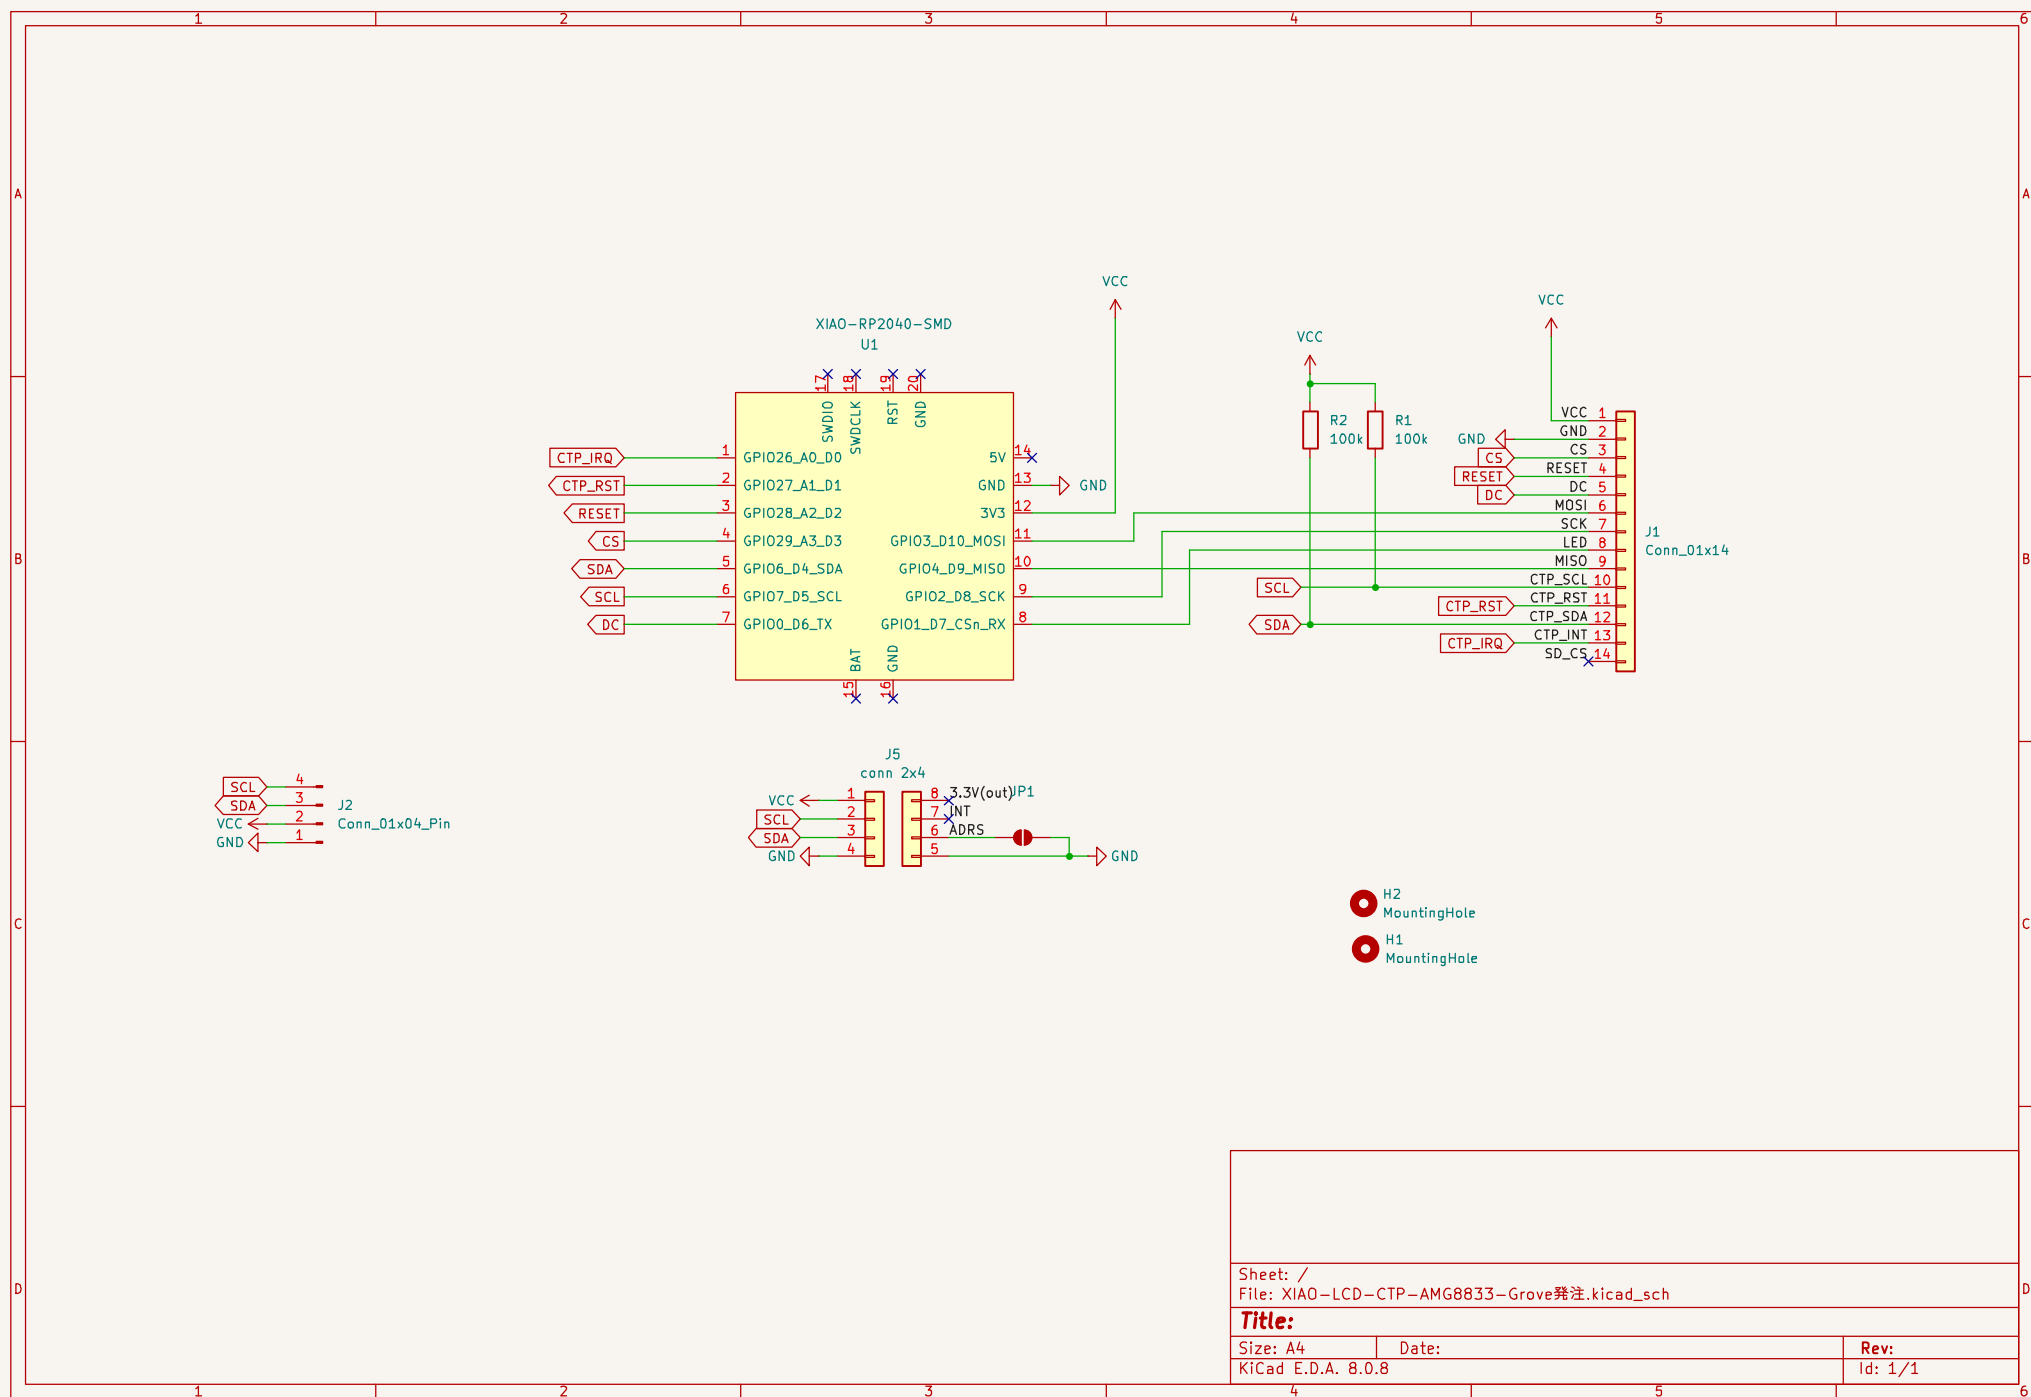 1 2 3 4 5 6
A A
VCC
VCC
XIAO-RP2040-SMD
VCC
U1
17 18 19 20
SWDIO SWDCLK RST GND
R2 R1
100k 100k
CTP_IRQ 1 GPIO26_A0_D0 5V 14
CTP_RST 2 GPIO27_A1_D1 GND 13 GND
RESET 3 GPIO28_A2_D2 3V3 12
CS 4 GPIO29_A3_D3 GPIO3_D10_MOSI 11
SDA 5 GPIO6_D4_SDA GPIO4_D9_MISO 10
SCL 6 GPIO7_D5_SCL GPIO2_D8_SCK 9
DC 7 GPIO0_D6_TX GPIO1_D7_CSn_RX 8
BAT GND
15 16
VCC 1
GND GND 2
CS CS 3
RESET RESET 4
DC DC 5
MOSI 6
SCK 7
LED 8
MISO 9
SCL CTP_SCL 10
CTP_RST CTP_RST 11
SDA CTP_SDA 12
CTP_IRQ CTP_INT 13
SD_CS 14
J1
Conn_01x14
B B
SCL 4
SDA 3
VCC 2
GND 1
J2
Conn_01x04_Pin
J5
conn 2x4
VCC 1 8 3.3V(out) JP1
SCL 2 7 INT
SDA 3 6 ADRS
GND 4 5 GND
H2
MountingHole
C C
H1
MountingHole
D D
Sheet: /
File: XIAO-LCD-CTP-AMG8833-Grove発注.kicad_sch
Title:
Size: A4 Date: Rev:
KiCad E.D.A. 8.0.8 Id: 1/1
1 2 3 4 5 6